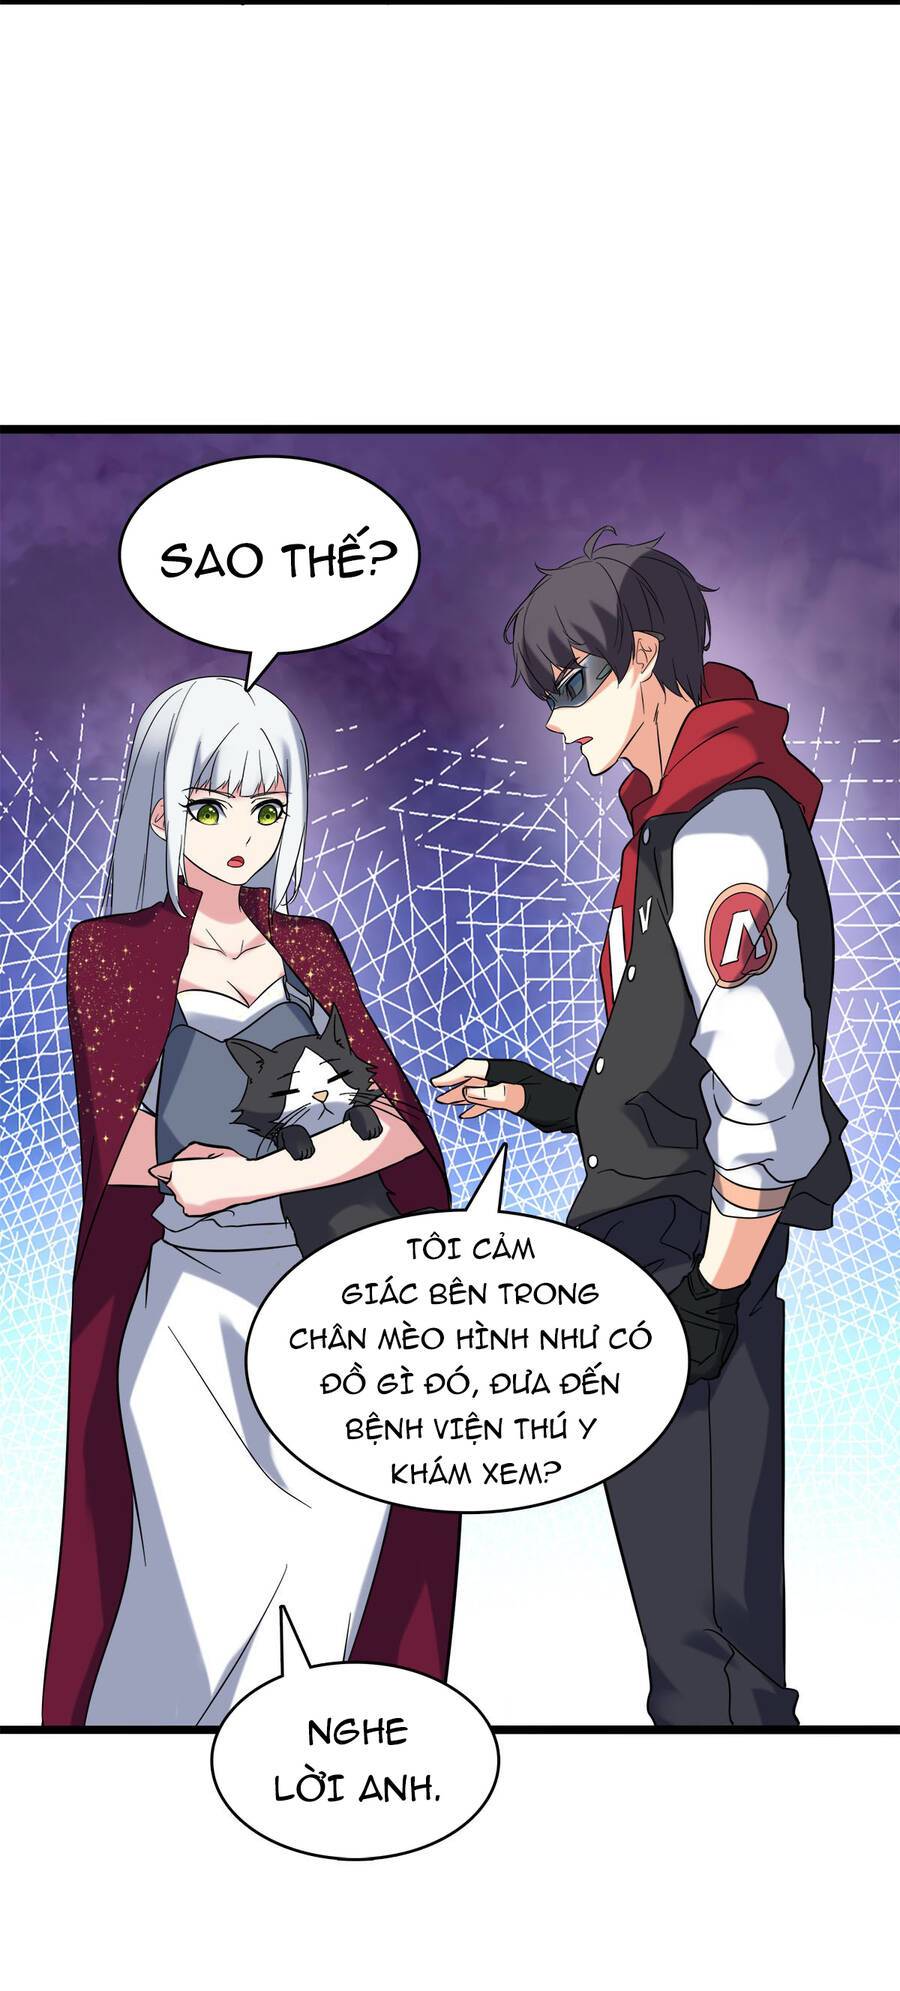 SAO THẾ?
TÔI CẢM
GIÁC BÊN TRONG
CHÂN MÈO HÌNH NHƯ CÓ
ĐỒ GÌ ĐÓ, ĐƯA ĐẾN
BỆNH VIỆN THÚ Y
KHÁM XEM?
NGHE
LỜI ANH.